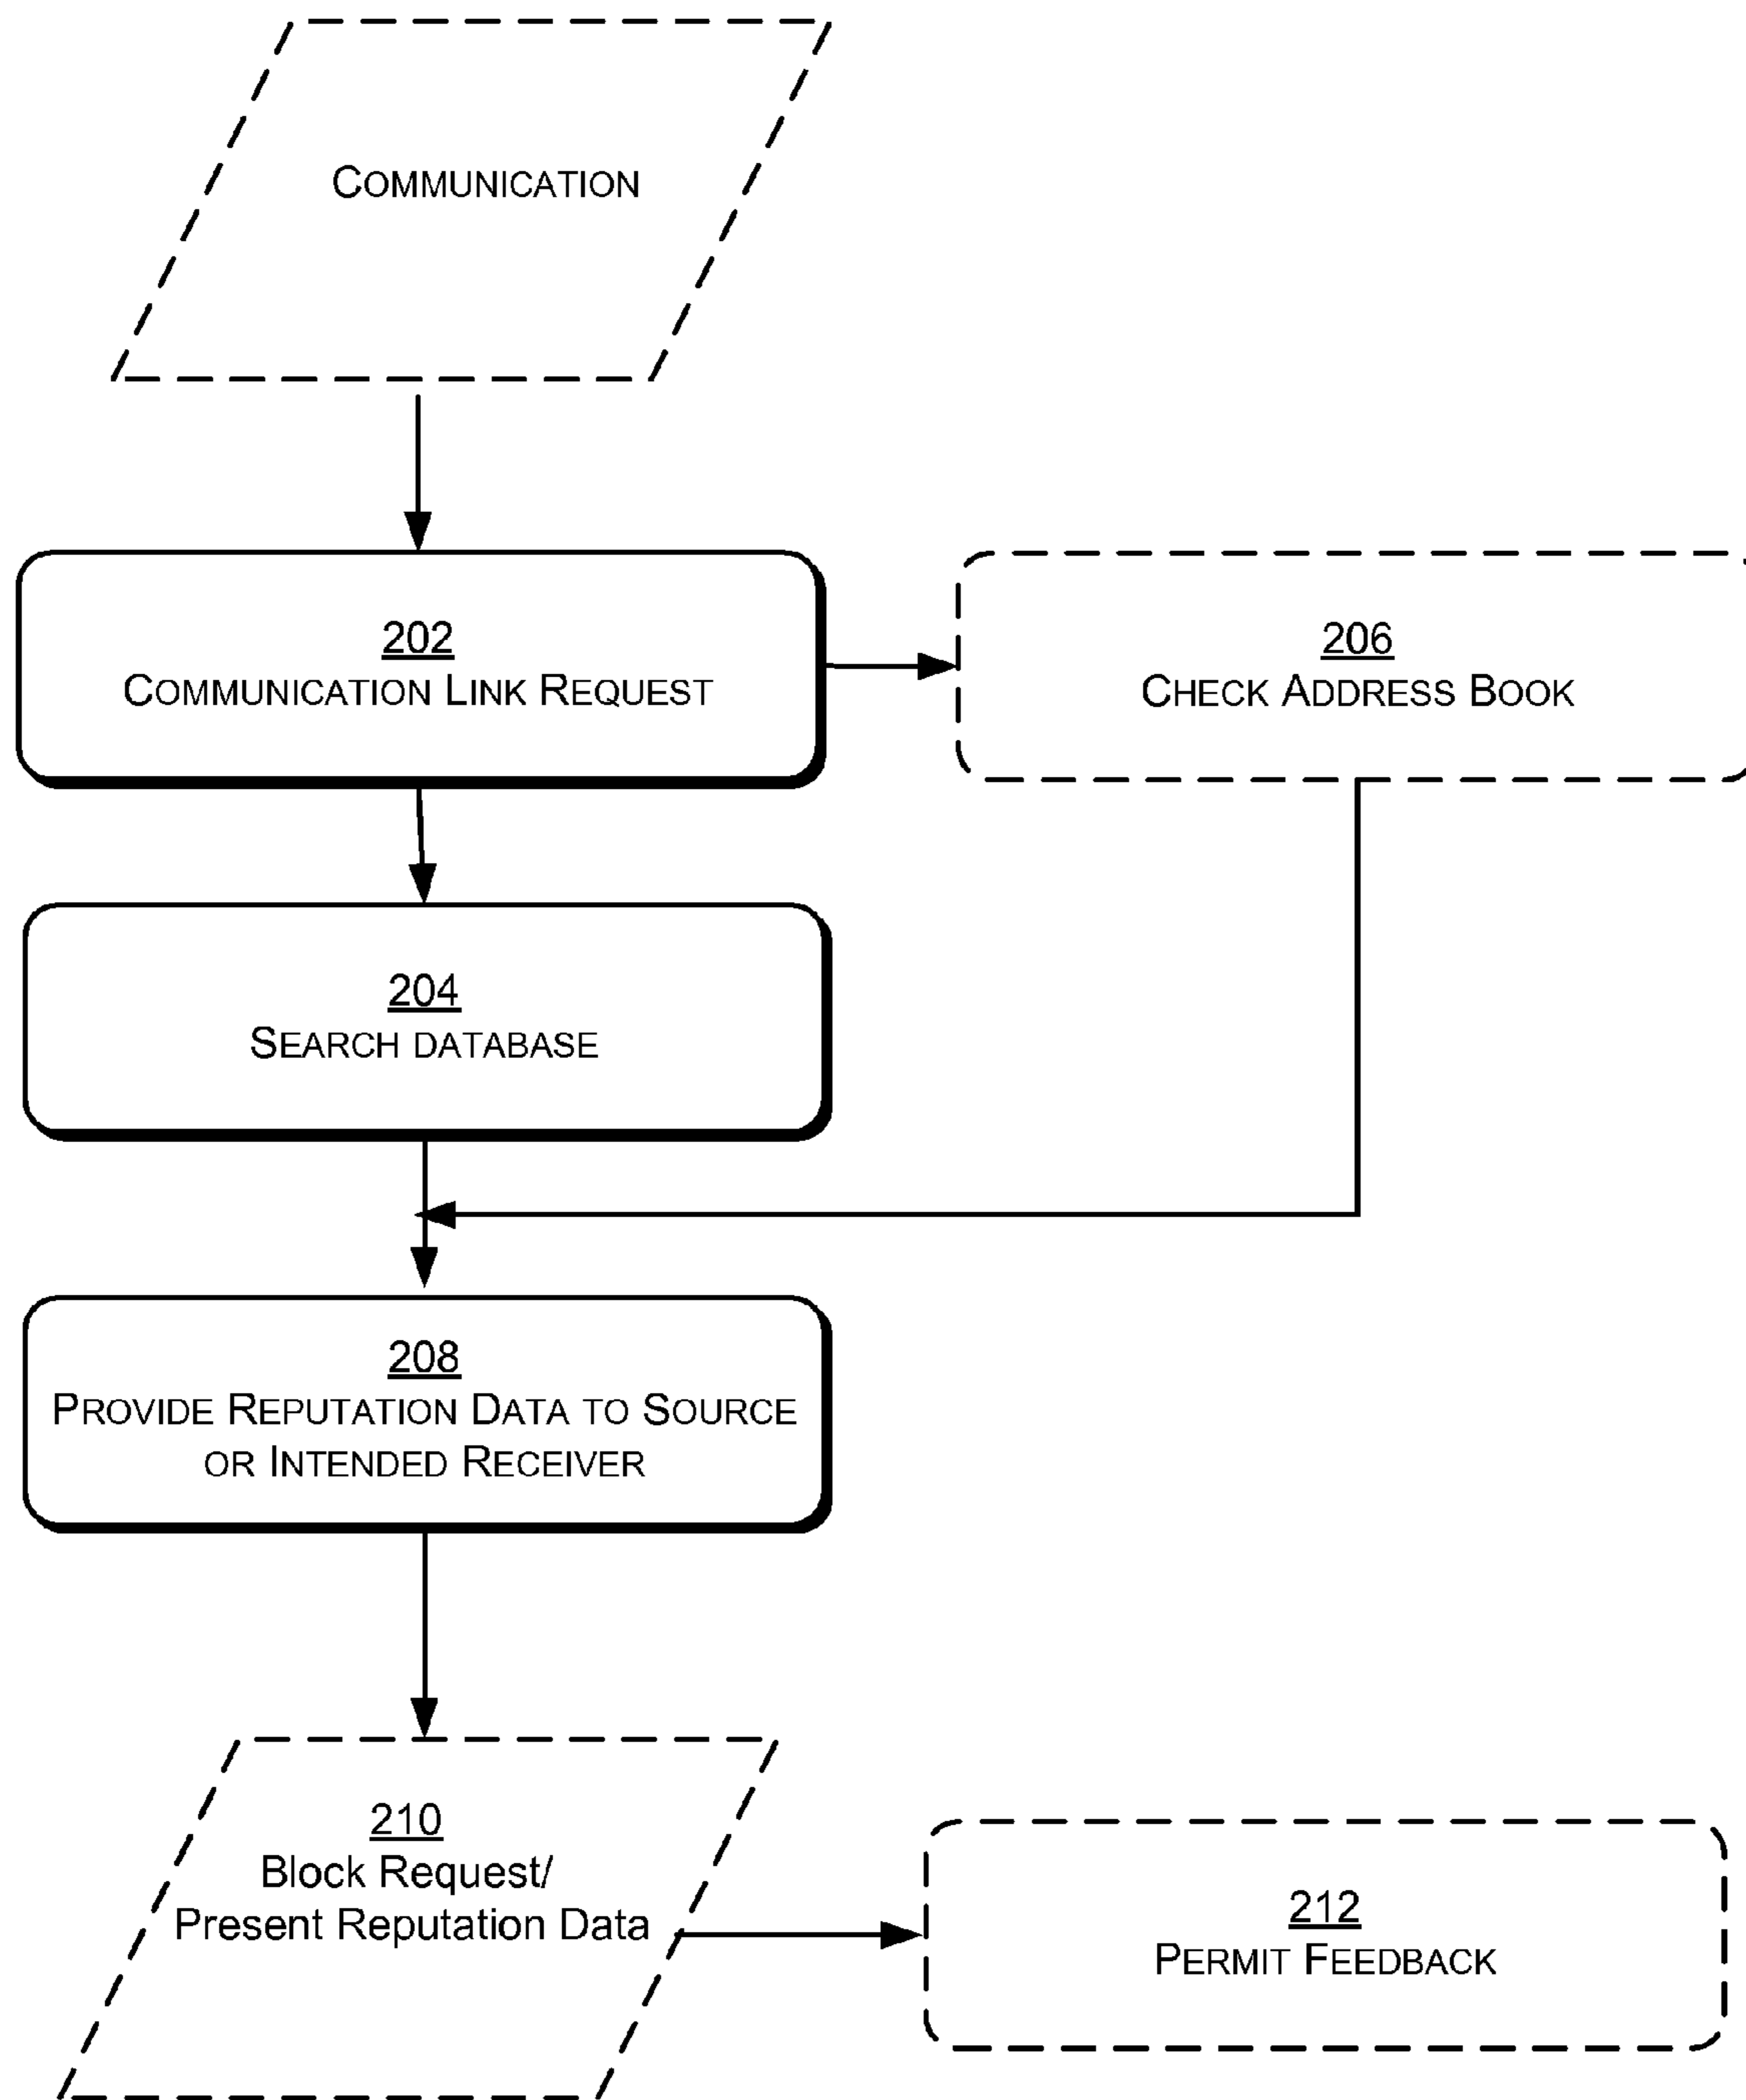 COMMUNICATION
202
COMMUNICATION LINK REQUEST
206
CHECK ADDRESS BOOK
204
SEARCH DATABASE
208
PROVIDE REPUTATION DATA TO SOURCE
OR INTENDED RECEIVER
210
Block Request/
Present Reputation Data
212
PERMIT FEEDBACK